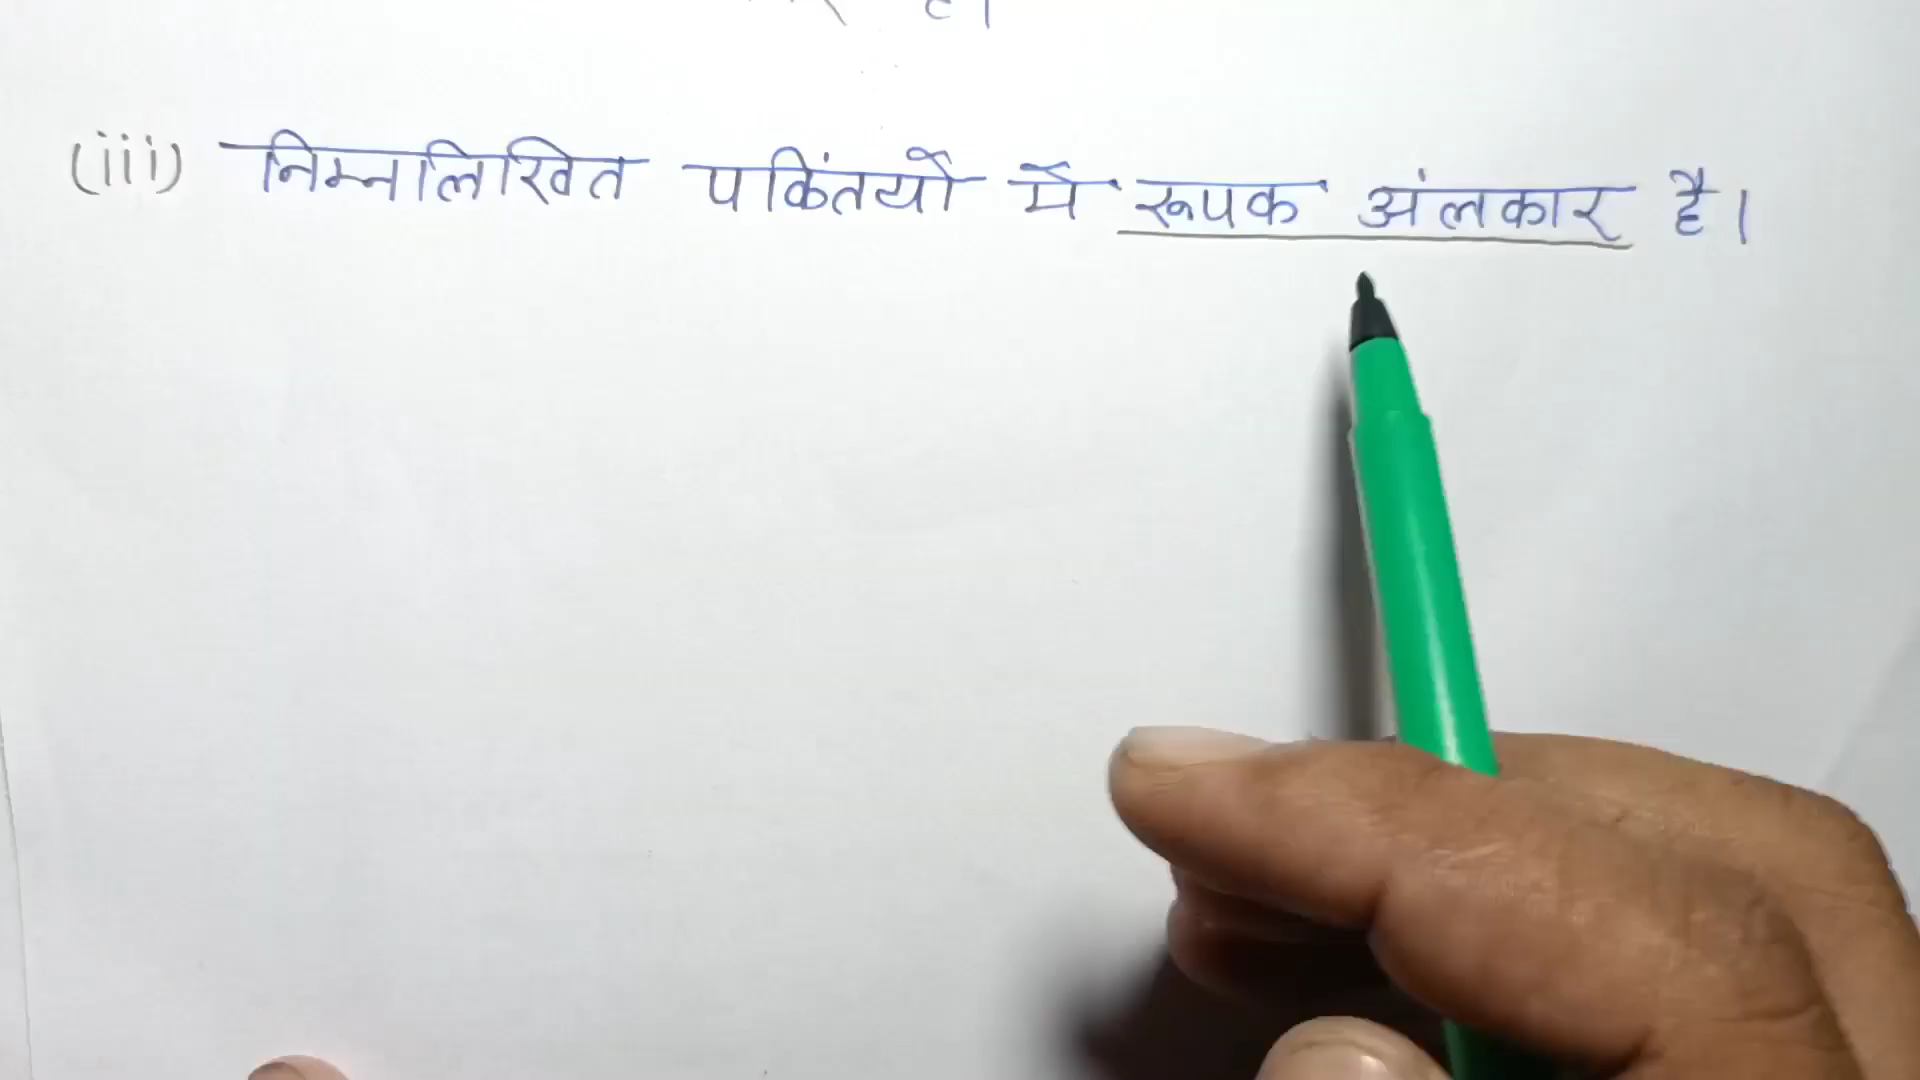 है।
(iii) निम्नलिखित पकिंतयों में रूपक अंलकार है।